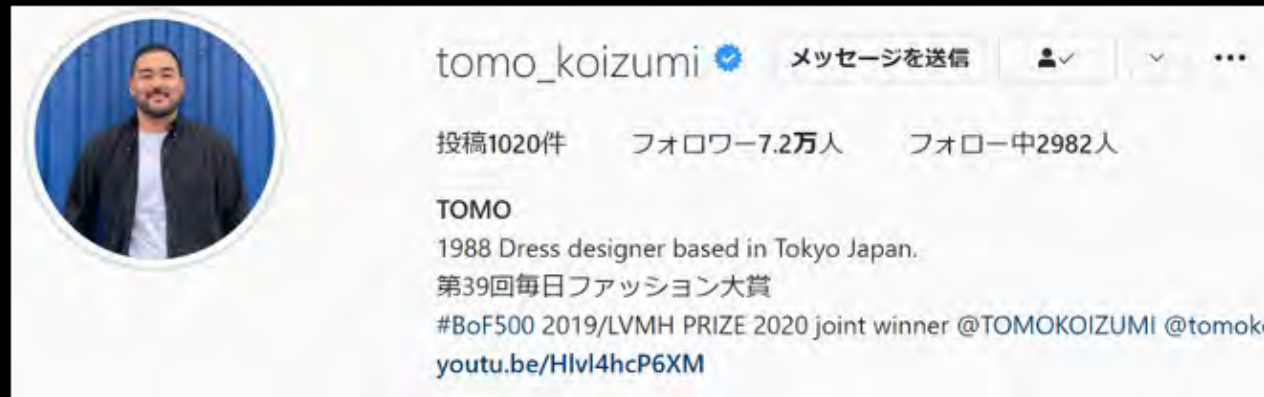 tomo_koizumi メッセージを送信
投稿1020件 フォロワー7.2万人 フォロー中2982人
TOMO
1988 Dress designer based in Tokyo Japan.
第39回毎日ファッション大賞
#BoF500 2019/LVMH PRIZE 2020 joint winner @TOMOKOIZUMI @tomok
youtu.be/HlvI4hcP6XM